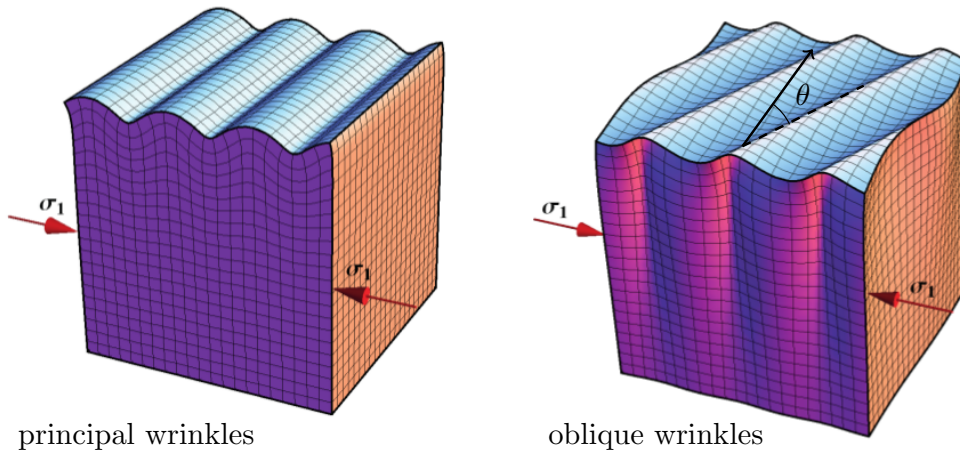 σ₁
σ₁
principal wrinkles
θ
σ₁
σ₁
oblique wrinkles